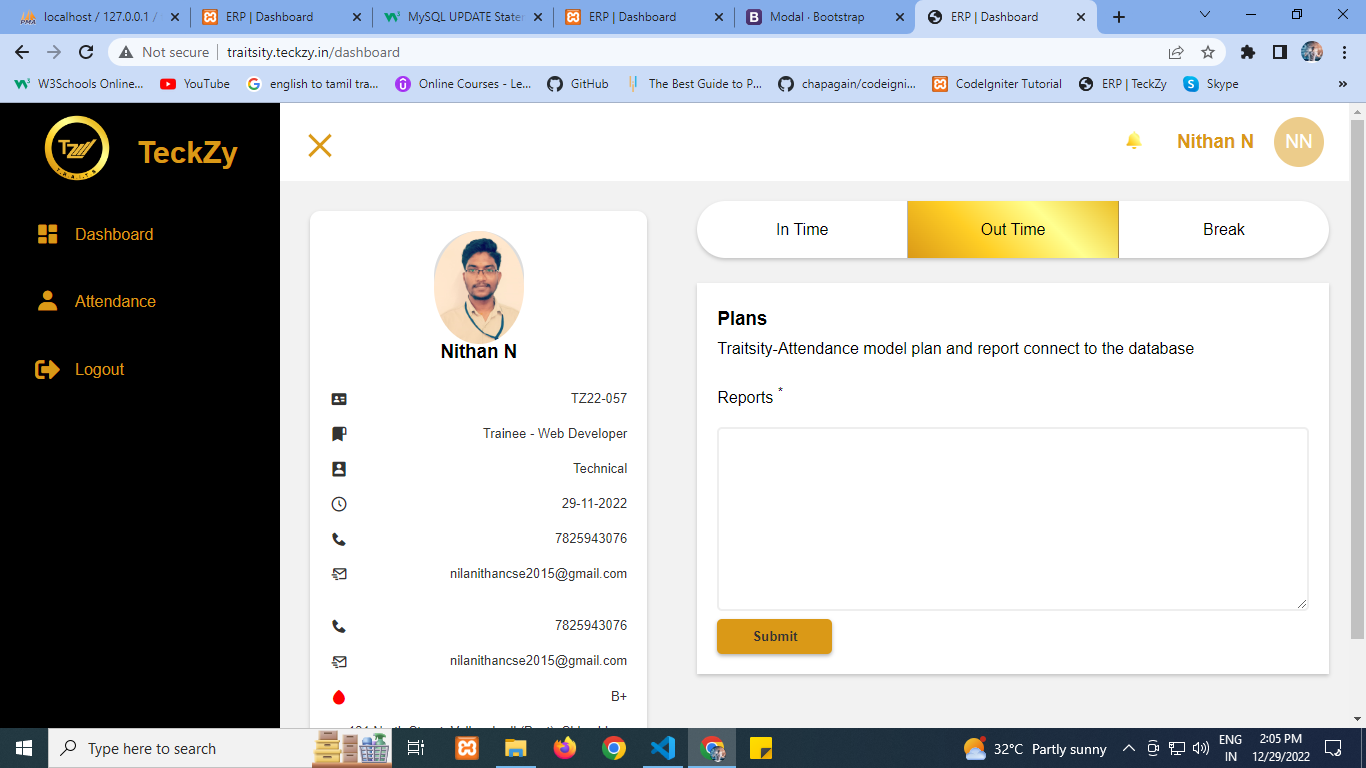 localhost / 127.0.0.1 /
ERP | Dashboard
MySQL UPDATE Stater
ERP | Dashboard
Modal · Bootstrap
ERP | Dashboard
Not secure
traitsity.teckzy.in/dashboard
W3Schools Online...
YouTube
english to tamil tra...
Online Courses - Le...
GitHub
The Best Guide to P...
chapagain/codeigni...
CodeIgniter Tutorial
ERP | TeckZy
Skype
»
TZ
TRAITS
TeckZy
Nithan N
NN
Dashboard
Attendance
Logout
Nithan N
TZ22-057
Trainee - Web Developer
Technical
29-11-2022
7825943076
nilanithancse2015@gmail.com
7825943076
nilanithancse2015@gmail.com
B+
In Time
Out Time
Break
Plans
Traitsity-Attendance model plan and report connect to the database
Reports *
Submit
Type here to search
32°C Partly sunny
ENG
IN
2:05 PM
12/29/2022